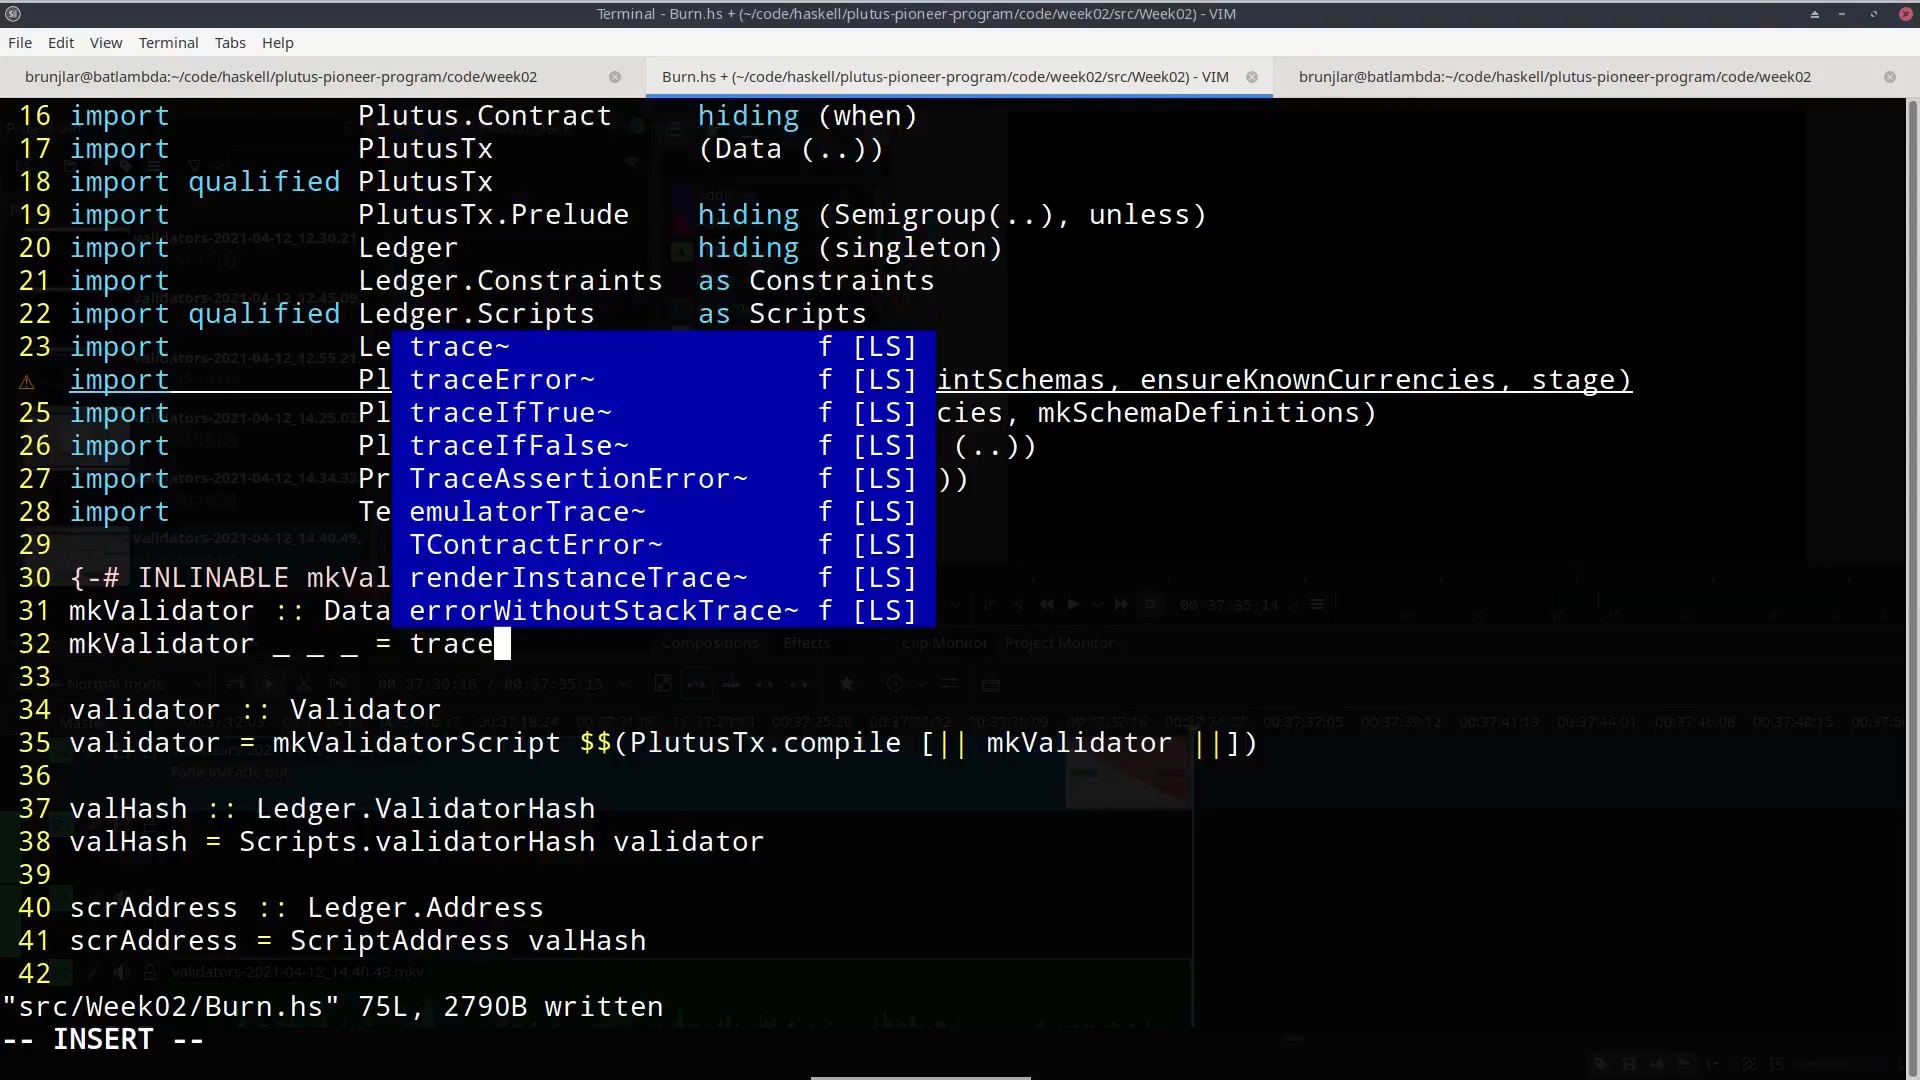 Terminal - Burn.hs + (~/code/haskell/plutus-pioneer-program/code/week02/src/Week02) - VIM
File Edit View Terminal Tabs Help
brunjlar@batlambda:~/code/haskell/plutus-pioneer-program/code/week02
Burn.hs + (~/code/haskell/plutus-pioneer-program/code/week02/src/Week02) - VIM
brunjlar@batlambda:~/code/haskell/plutus-pioneer-program/code/week02
16 import Plutus.Contract hiding (when)
17 import PlutusTx (Data (..))
18 import qualified PlutusTx
19 import PlutusTx.Prelude hiding (Semigroup(..), unless)
20 import Ledger hiding (singleton)
21 import Ledger.Constraints as Constraints
22 import qualified Ledger.Scripts as Scripts
23 import Le trace~ f [LS]
⚠ import Pl traceError~ f [LS] intSchemas, ensureKnownCurrencies, stage)
25 import Pl traceIfTrue~ f [LS] cies, mkSchemaDefinitions)
26 import Pl traceIfFalse~ f [LS] (..))
27 import Pr TraceAssertionError~ f [LS] ))
28 import Te emulatorTrace~ f [LS]
29 TContractError~ f [LS]
30 {-# INLINABLE mkVal renderInstanceTrace~ f [LS]
31 mkValidator :: Data errorWithoutStackTrace~ f [LS]
32 mkValidator _ _ _ = trace
33
34 validator :: Validator
35 validator = mkValidatorScript $$(PlutusTx.compile [|| mkValidator ||])
36
37 valHash :: Ledger.ValidatorHash
38 valHash = Scripts.validatorHash validator
39
40 scrAddress :: Ledger.Address
41 scrAddress = ScriptAddress valHash
42
"src/Week02/Burn.hs" 75L, 2790B written
-- INSERT --